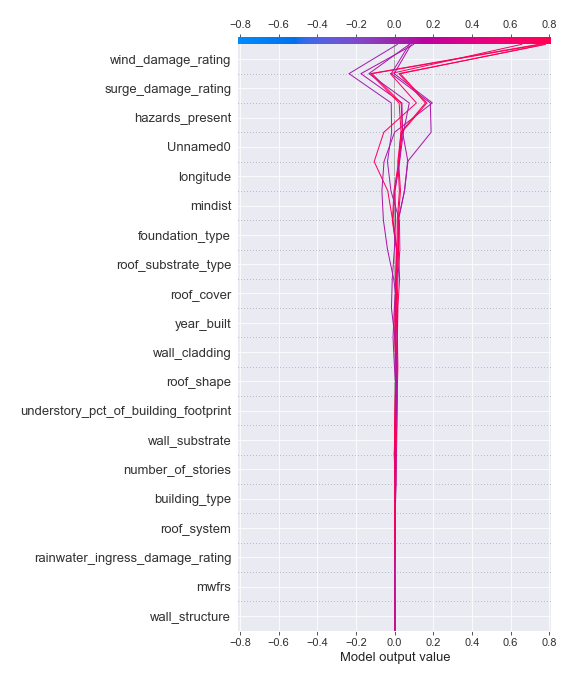 −0.8 −0.6 −0.4 −0.2 0.0 0.2 0.4 0.6 0.8
wind_damage_rating
surge_damage_rating
hazards_present
Unnamed0
longitude
mindist
foundation_type
roof_substrate_type
roof_cover
year_built
wall_cladding
roof_shape
understory_pct_of_building_footprint
wall_substrate
number_of_stories
building_type
roof_system
rainwater_ingress_damage_rating
mwfrs
wall_structure
−0.8 −0.6 −0.4 −0.2 0.0 0.2 0.4 0.6 0.8
Model output value